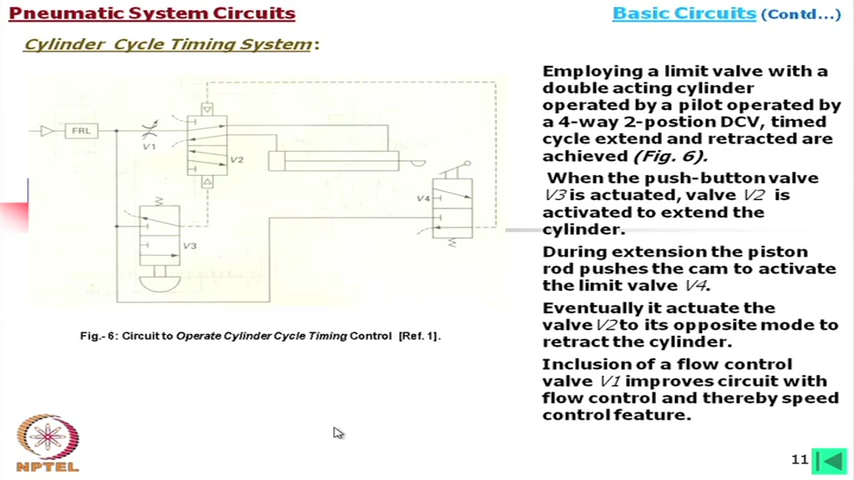 Pneumatic System Circuits
Basic Circuits (Contd...)
Cylinder Cycle Timing System:
FRL
V1
V2
V3
V4
Fig.- 6: Circuit to Operate Cylinder Cycle Timing Control [Ref. 1].
Employing a limit valve with a
double acting cylinder
operated by a pilot operated by
a 4-way 2-postion DCV, timed
cycle extend and retracted are
achieved (Fig. 6).
When the push-button valve
V3 is actuated, valve V2 is
activated to extend the
cylinder.
During extension the piston
rod pushes the cam to activate
the limit valve V4.
Eventually it actuate the
valve V2 to its opposite mode to
retract the cylinder.
Inclusion of a flow control
valve V1 improves circuit with
flow control and thereby speed
control feature.
NPTEL
11